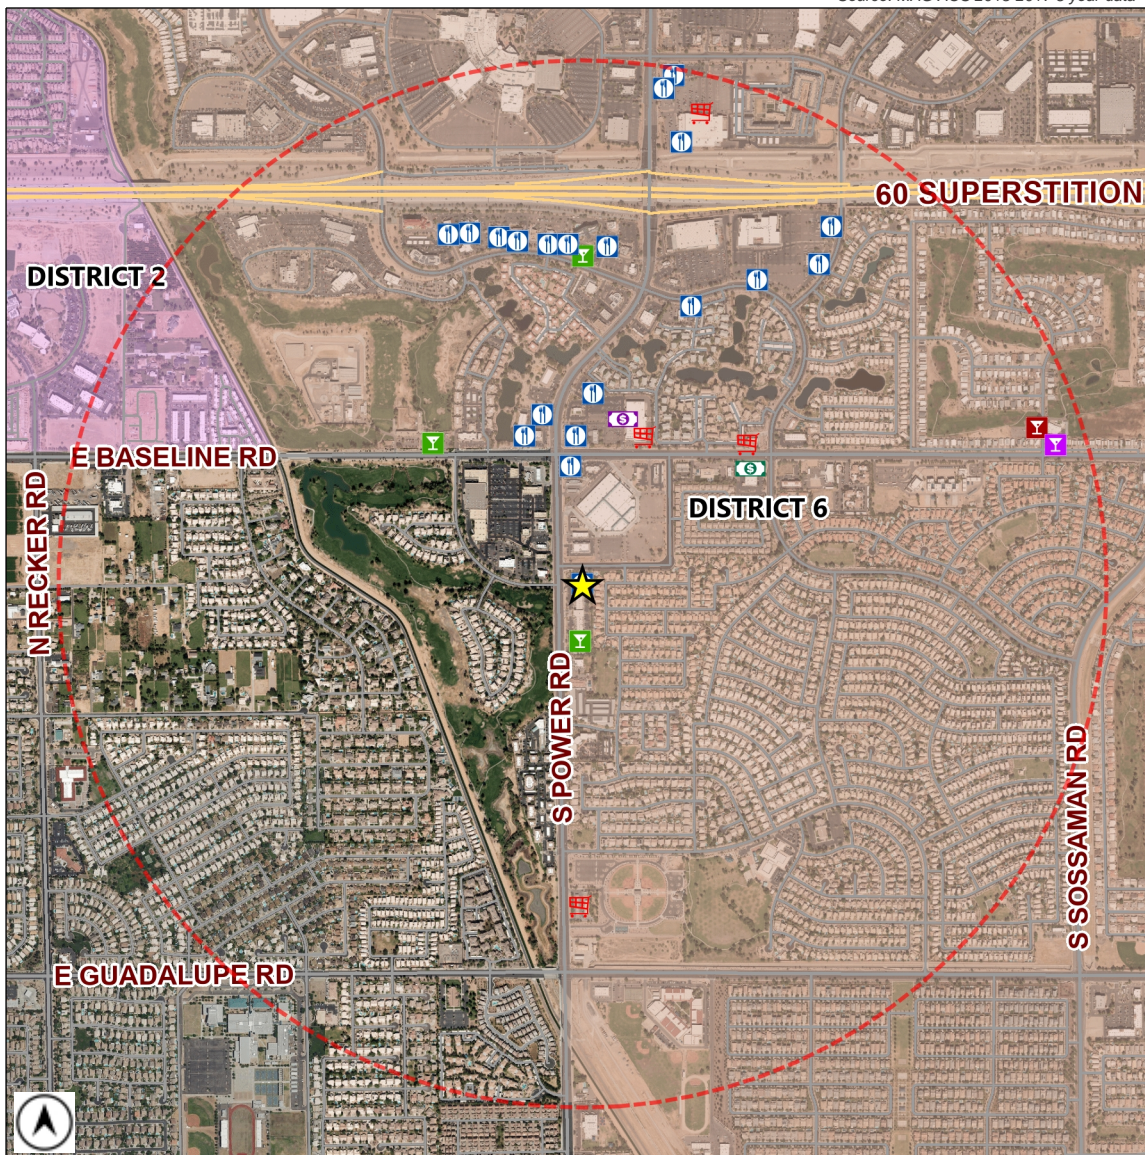 60 SUPERSTITION
DISTRICT 2
E BASELINE RD
N RECKER RD
DISTRICT 6
S POWER RD
S SOSSAMAN RD
E GUADALUPE RD